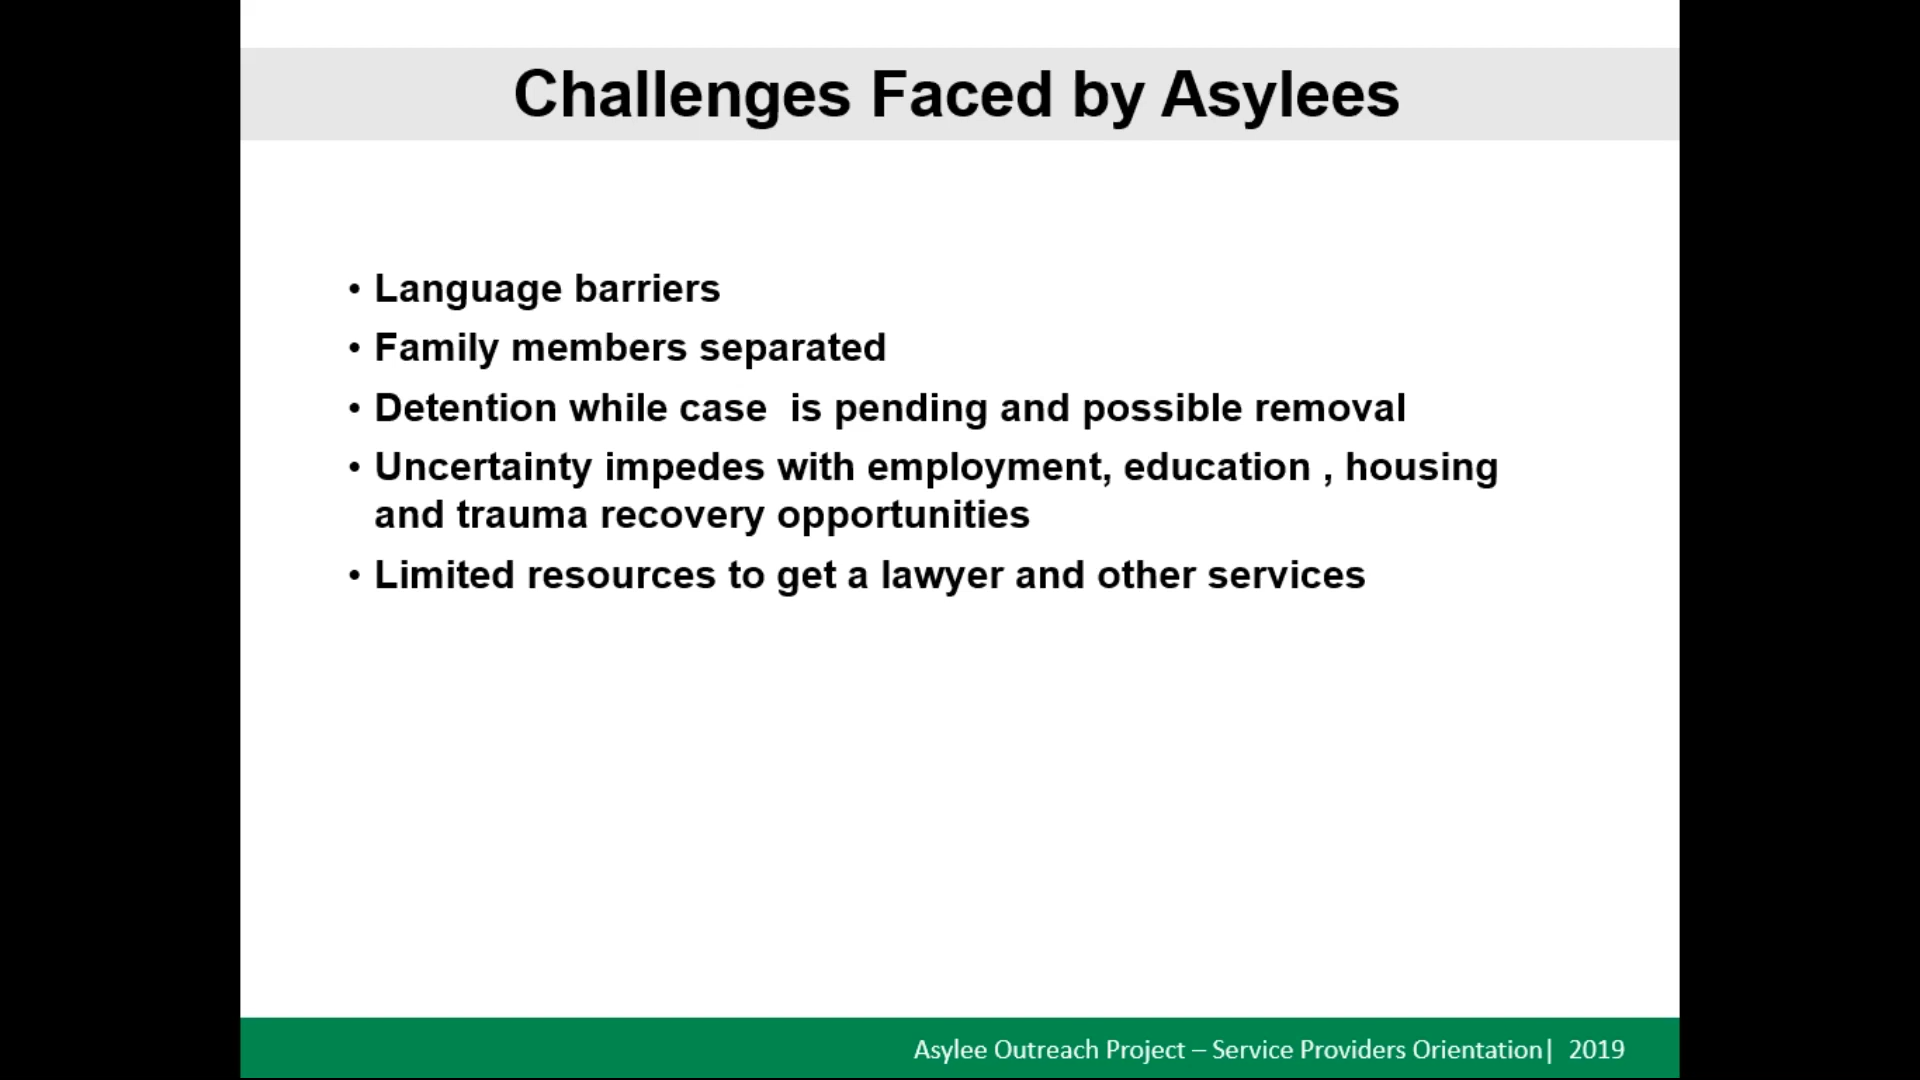 Challenges Faced by Asylees
• Language barriers
• Family members separated
• Detention while case  is pending and possible removal
• Uncertainty impedes with employment, education , housing
and trauma recovery opportunities
• Limited resources to get a lawyer and other services
Asylee Outreach Project – Service Providers Orientation|  2019